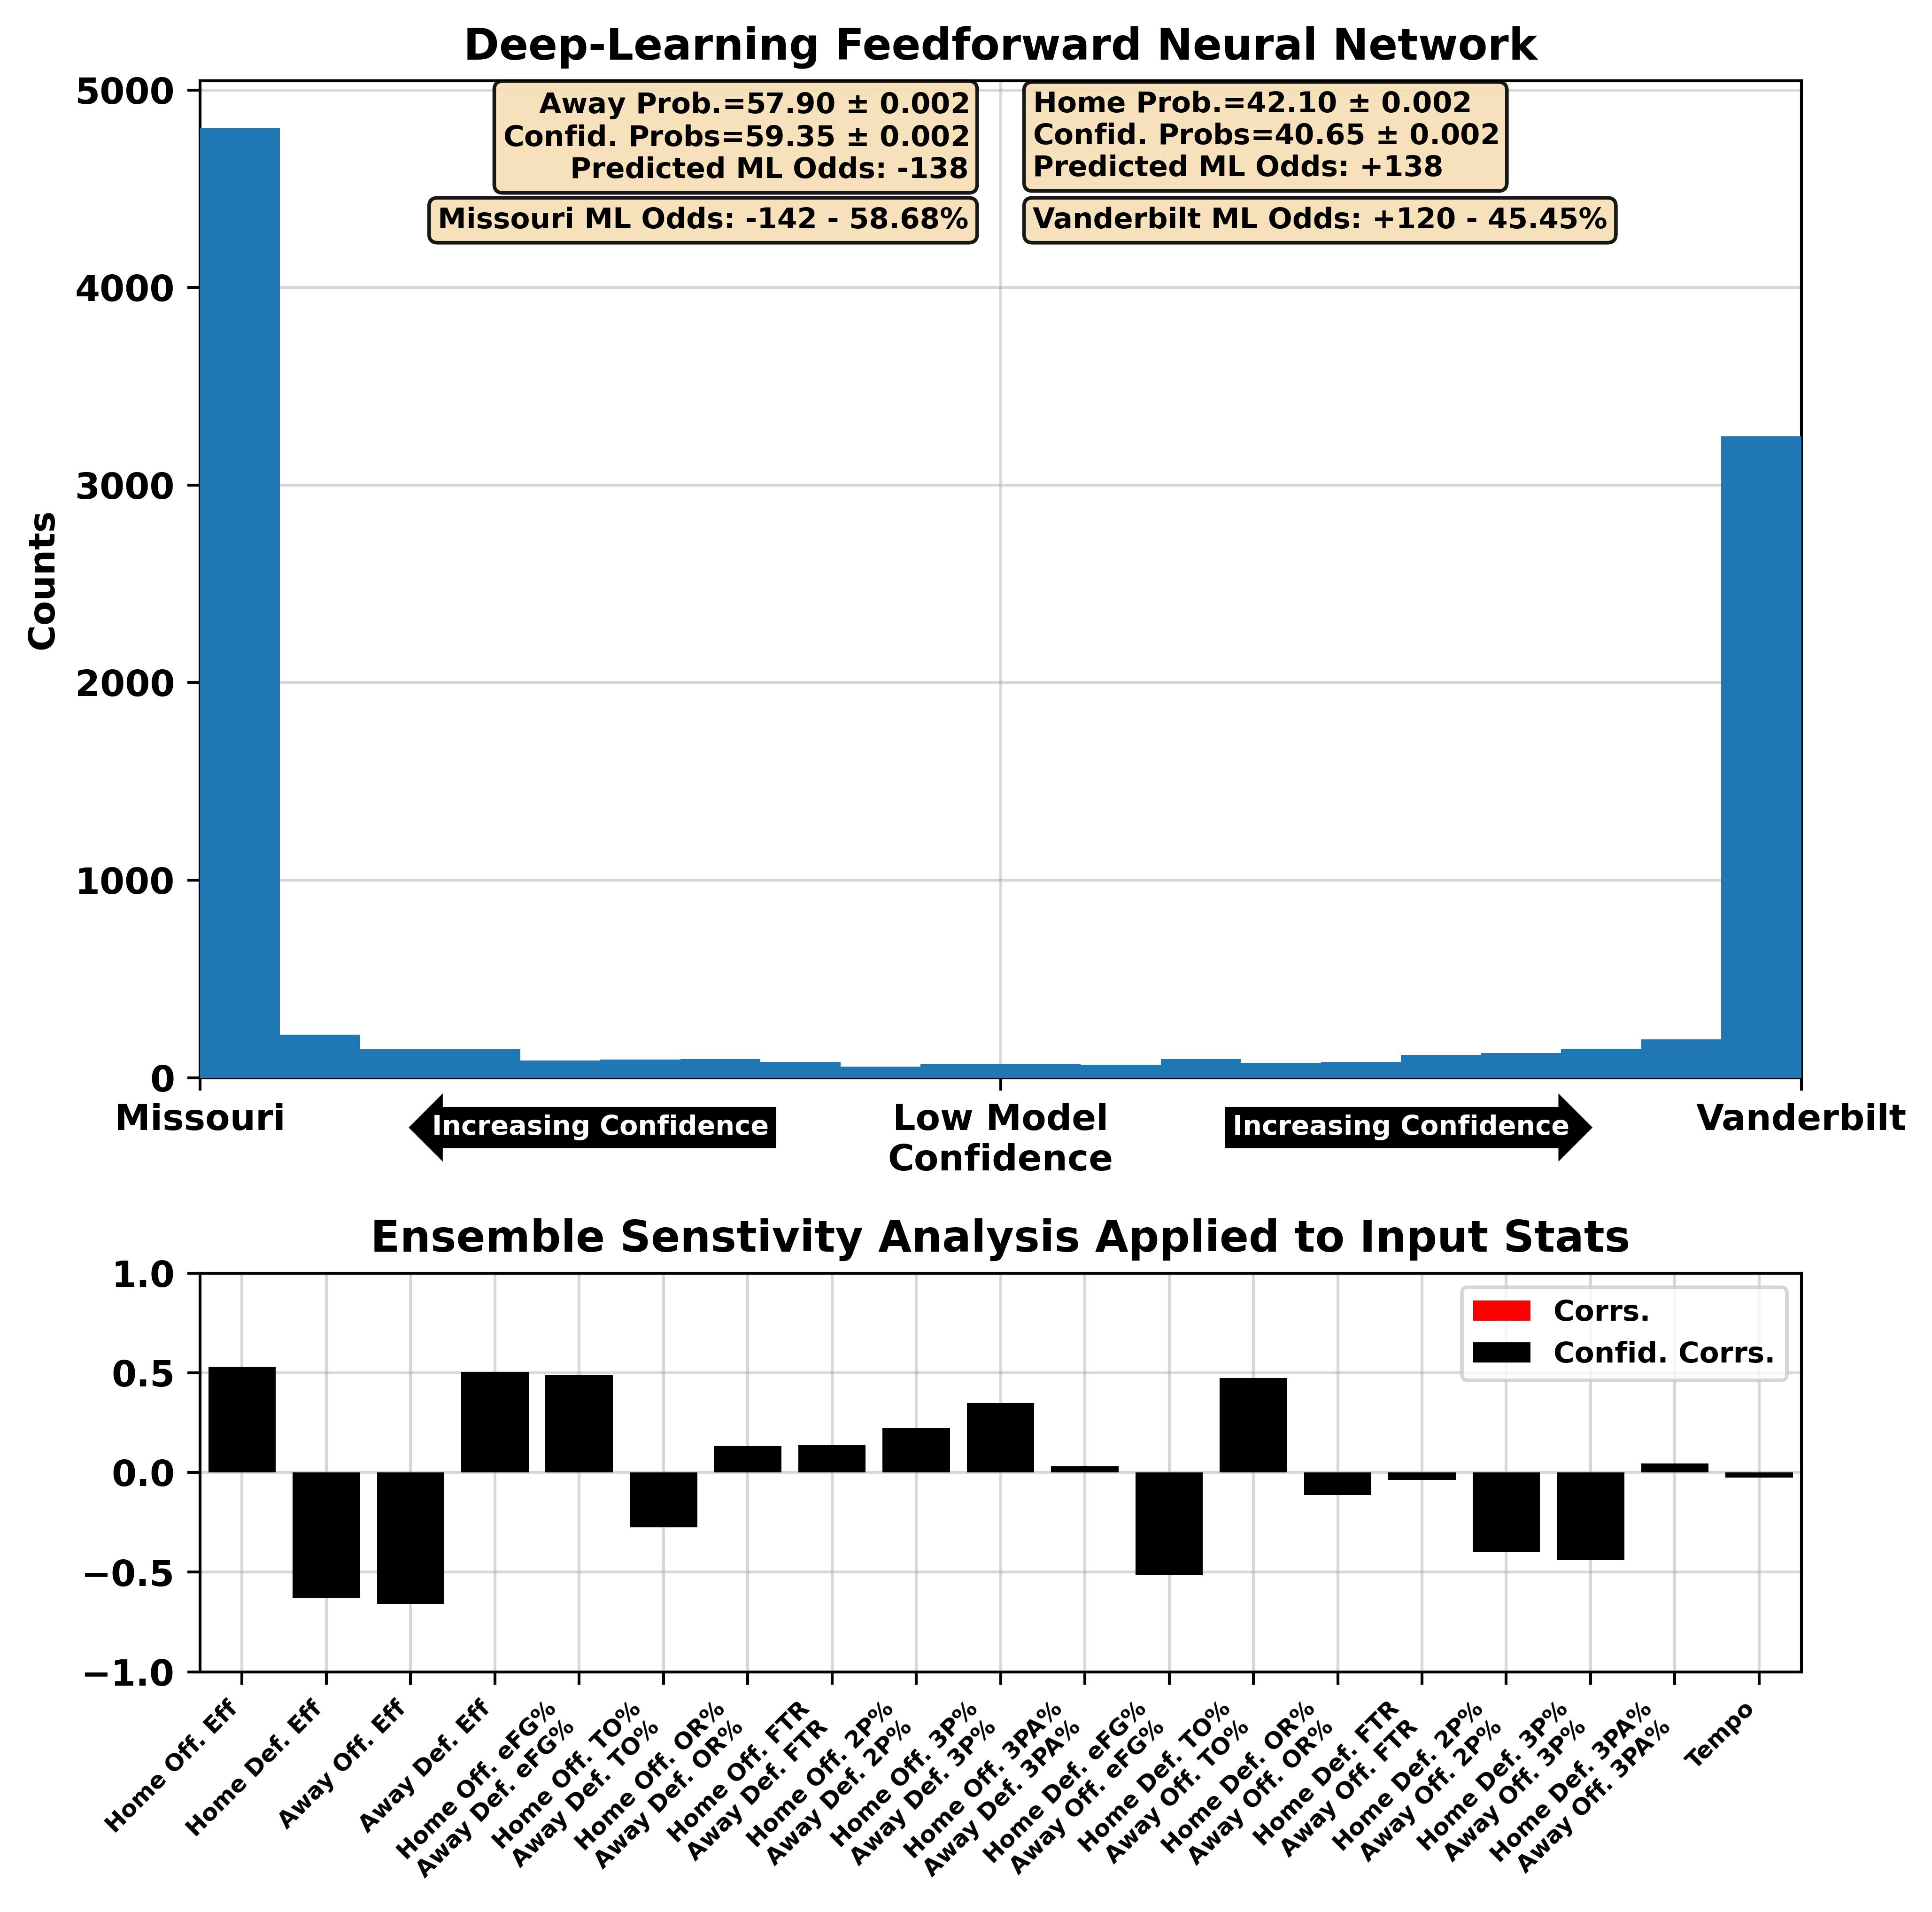 Deep-Learning Feedforward Neural Network
Away Prob.=57.90 ± 0.002
Confid. Probs=59.35 ± 0.002
Predicted ML Odds: -138
Missouri ML Odds: -142 - 58.68%
Home Prob.=42.10 ± 0.002
Confid. Probs=40.65 ± 0.002
Predicted ML Odds: +138
Vanderbilt ML Odds: +120 - 45.45%
5000
4000
3000
2000
1000
0
Counts
Missouri
Increasing Confidence
Low Model
Confidence
Increasing Confidence
Vanderbilt
Ensemble Senstivity Analysis Applied to Input Stats
1.0
0.5
0.0
−0.5
−1.0
Corrs.
Confid. Corrs.
Home Off. Eff
Home Def. Eff
Away Off. Eff
Away Def. Eff
Home Off. eFG%
Away Def. eFG%
Home Off. TO%
Away Def. TO%
Home Off. OR%
Away Def. OR%
Home Off. FTR
Away Def. FTR
Home Off. 2P%
Away Def. 2P%
Home Off. 3P%
Away Def. 3P%
Home Off. 3PA%
Away Def. 3PA%
Home Def. eFG%
Away Off. eFG%
Home Def. TO%
Away Off. TO%
Home Def. OR%
Away Off. OR%
Home Def. FTR
Away Off. FTR
Home Def. 2P%
Away Off. 2P%
Home Def. 3P%
Away Off. 3P%
Home Def. 3PA%
Away Off. 3PA%
Tempo